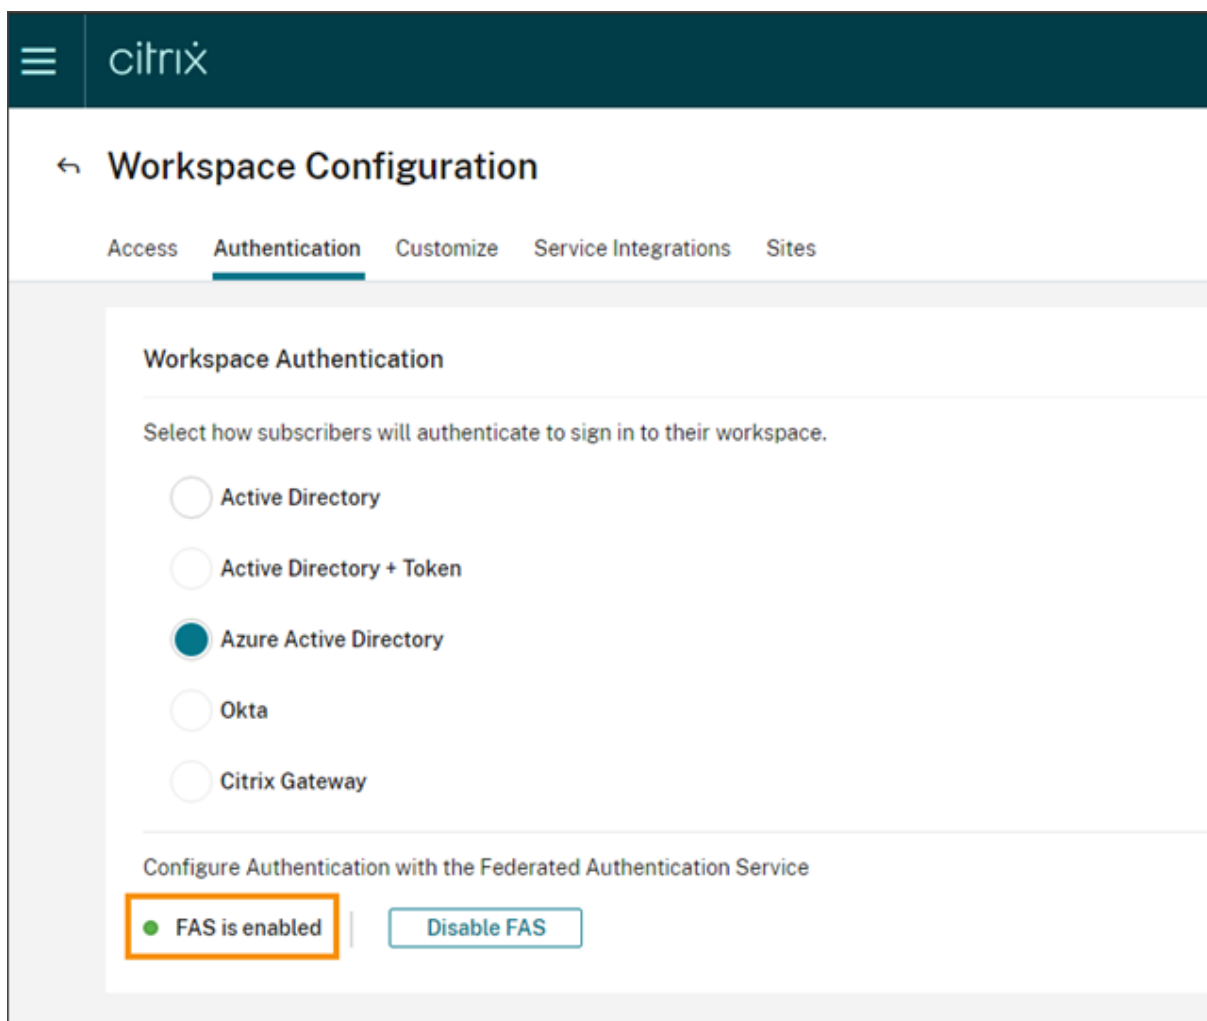 citrix
Workspace Configuration
Access Authentication Customize Service Integrations Sites
Workspace Authentication
Select how subscribers will authenticate to sign in to their workspace.
Active Directory
Active Directory + Token
Azure Active Directory
Okta
Citrix Gateway
Configure Authentication with the Federated Authentication Service
FAS is enabled Disable FAS